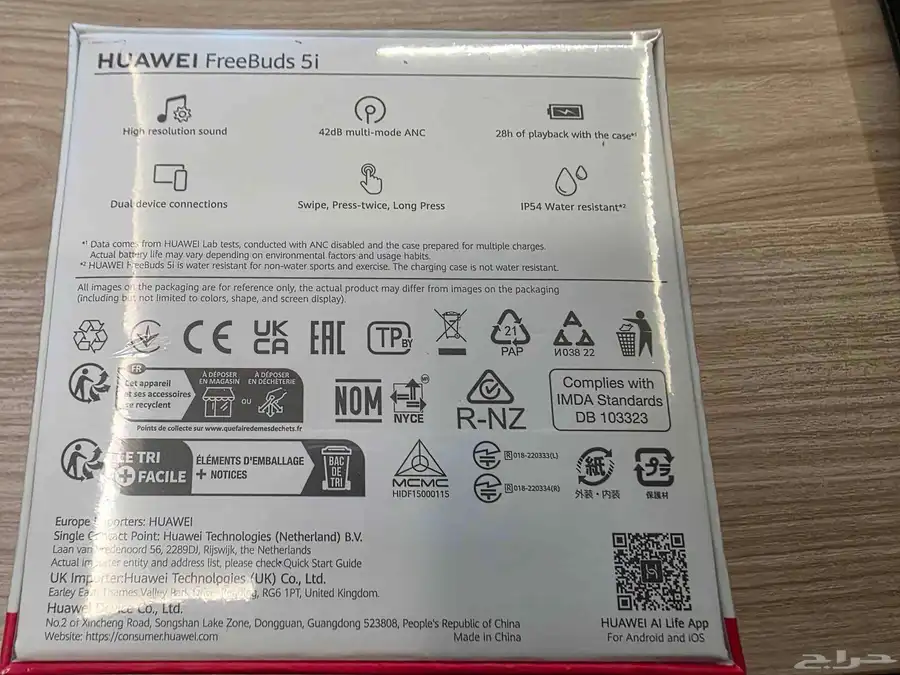 HUAWEI FreeBuds 5i
High resolution sound
42dB multi-mode ANC
28h of playback with the case*¹
Dual-device connections
Swipe, Press-twice, Long Press
IP54 Water resistant*²
*¹ Data comes from HUAWEI Lab tests, conducted with ANC disabled and the case prepared for multiple charges.
Actual battery life may vary depending on environmental factors and usage habits.
*² HUAWEI FreeBuds 5i is water resistant for non-water sports and exercise. The charging case is not water resistant.
All images on the packaging are for reference only, the actual product may differ from images on the packaging
(including but not limited to colors, shape, and screen display).
CE
UK
CA
EAC
TP BY
21
PAP
И038 22
FR
Cet appareil
et ses accessoires
se recyclent
À DÉPOSER
EN MAGASIN
OU
À DÉPOSER
EN DÉCHÈTERIE
Points de collecte sur www.quefairedemesdechets.fr
NOM
NYCE
R-NZ
Complies with
IMDA Standards
DB 103323
LE TRI
+ FACILE
ÉLÉMENTS D'EMBALLAGE
+ NOTICES
BAC
DE
TRI
MCMC
HIDF15000115
R 018-220333(L)
R 018-220334(R)
紙
外装・内装
プラ
保護材
Europe Importers: HUAWEI
Single Contact Point: Huawei Technologies (Netherland) B.V.
Laan van Vredenoord 56, 2289DJ, Rijswijk, the Netherlands
Actual importer entity and address list, please check Quick Start Guide
UK Importer:Huawei Technologies (UK) Co., Ltd.
Earley East, Thames Valley Park Drive, Reading, RG6 1PT, United Kingdom.
Huawei Device Co., Ltd.
No.2 of Xincheng Road, Songshan Lake Zone, Dongguan, Guangdong 523808, People's Republic of China
Website: https://consumer.huawei.com
Made in China
HUAWEI AI Life App
For Android and iOS
حراج